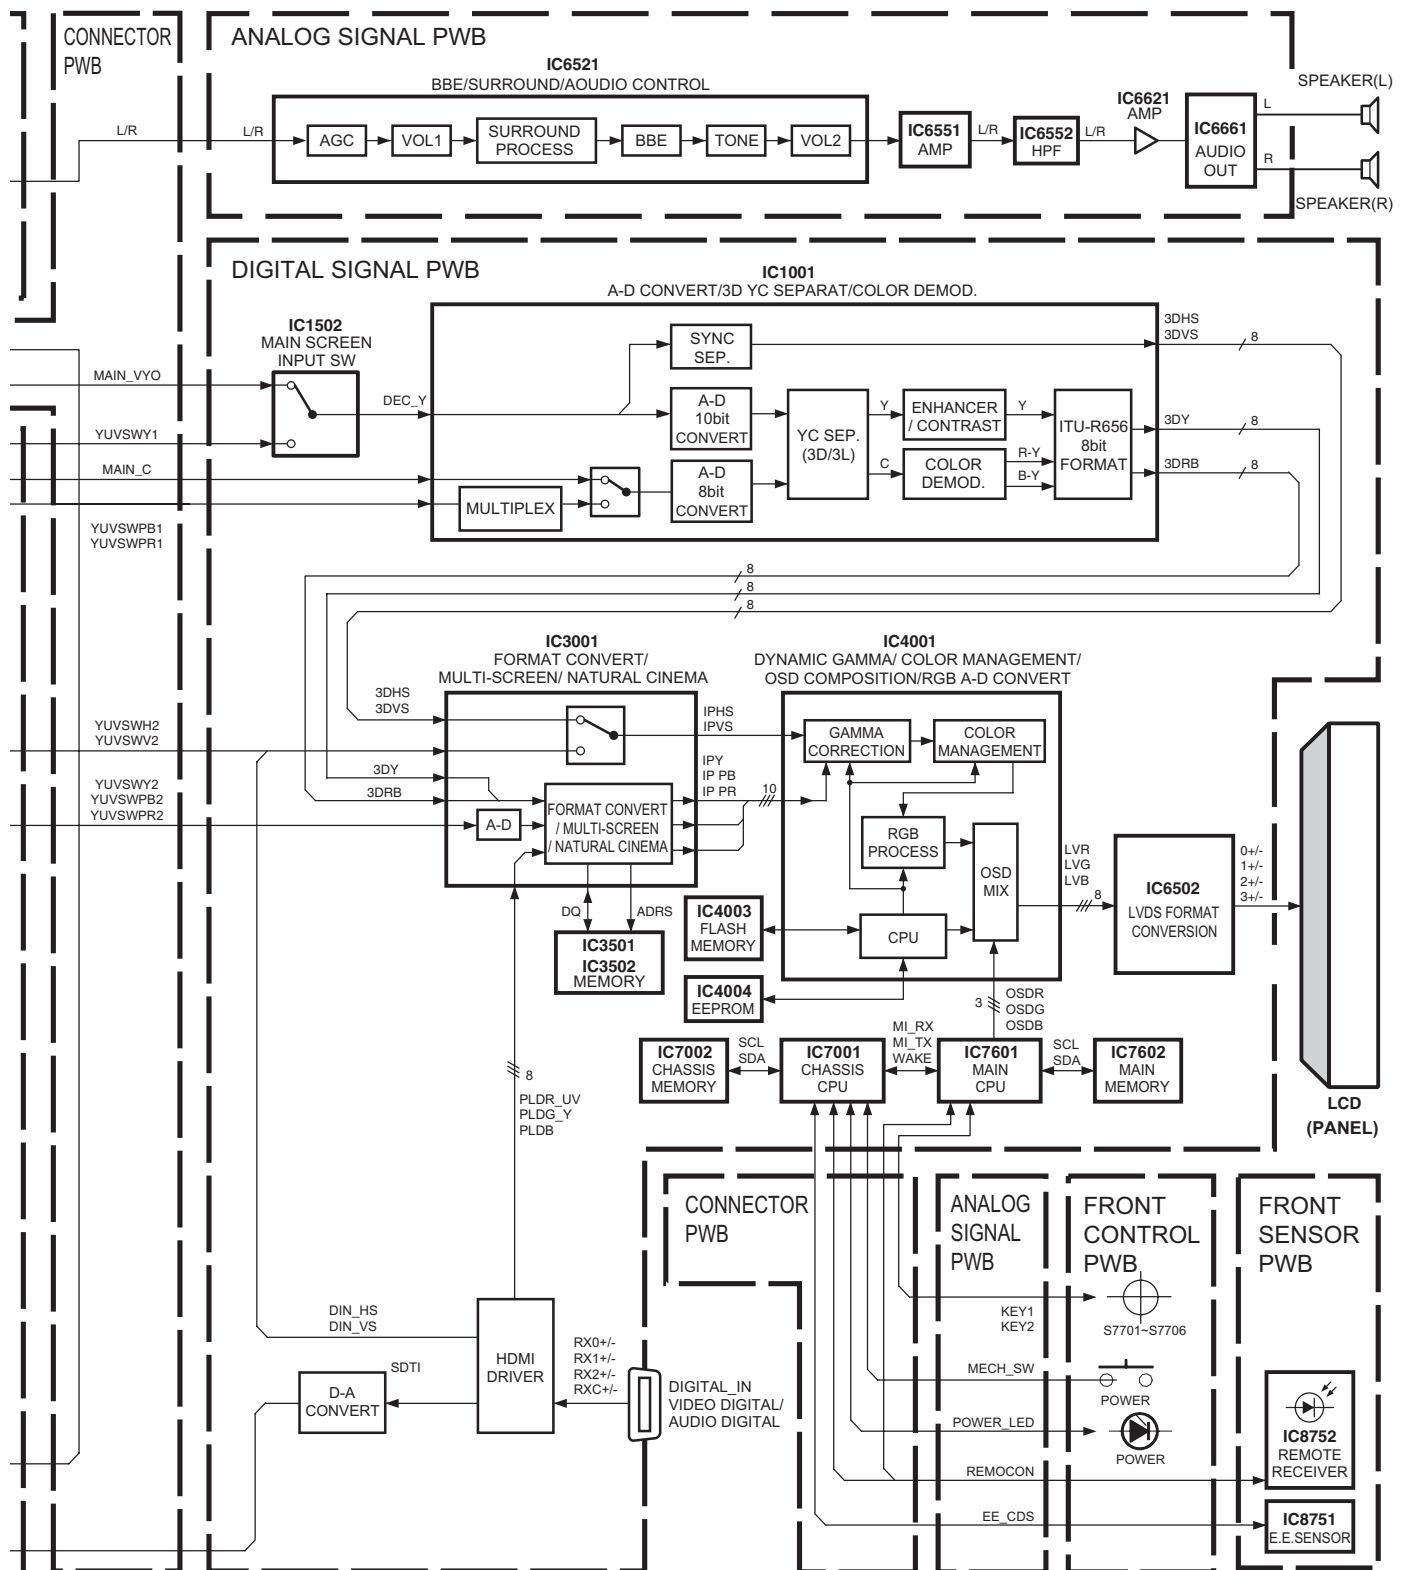 CONNECTOR
PWB
ANALOG SIGNAL PWB
IC6521
BBE/SURROUND/AOUDIO CONTROL
L/R
L/R
AGC
VOL1
SURROUND
PROCESS
BBE
TONE
VOL2
IC6551
AMP
L/R
IC6552
HPF
L/R
IC6621
AMP
IC6661
AUDIO
OUT
L
R
SPEAKER(L)
SPEAKER(R)
DIGITAL SIGNAL PWB
IC1001
A-D CONVERT/3D YC SEPARAT/COLOR DEMOD.
IC1502
MAIN SCREEN
INPUT SW
MAIN_VYO
YUVSWY1
MAIN_C
YUVSWPB1
YUVSWPR1
DEC_Y
MULTIPLEX
SYNC
SEP.
A-D
10bit
CONVERT
A-D
8bit
CONVERT
YC SEP.
(3D/3L)
Y
C
ENHANCER
/ CONTRAST
COLOR
DEMOD.
Y
R-Y
B-Y
ITU-R656
8bit
FORMAT
3DHS
3DVS
8
3DY
8
3DRB
8
8
8
8
IC3001
FORMAT CONVERT/
MULTI-SCREEN/ NATURAL CINEMA
3DHS
3DVS
YUVSWH2
YUVSWV2
3DY
3DRB
YUVSWY2
YUVSWPB2
YUVSWPR2
A-D
FORMAT CONVERT
/ MULTI-SCREEN
/ NATURAL CINEMA
IPHS
IPVS
IPY
IP PB
IP PR
10
DQ
ADRS
IC3501
IC3502
MEMORY
IC4001
DYNAMIC GAMMA/ COLOR MANAGEMENT/
OSD COMPOSITION/RGB A-D CONVERT
GAMMA
CORRECTION
COLOR
MANAGEMENT
RGB
PROCESS
OSD
MIX
CPU
IC4003
FLASH
MEMORY
IC4004
EEPROM
LVR
LVG
LVB
8
IC6502
LVDS FORMAT
CONVERSION
0+/-
1+/-
2+/-
3+/-
LCD
(PANEL)
3
OSDR
OSDG
OSDB
IC7002
CHASSIS
MEMORY
SCL
SDA
IC7001
CHASSIS
CPU
MI_RX
MI_TX
WAKE
IC7601
MAIN
CPU
SCL
SDA
IC7602
MAIN
MEMORY
8
PLDR_UV
PLDG_Y
PLDB
DIN_HS
DIN_VS
SDTI
D-A
CONVERT
HDMI
DRIVER
RX0+/-
RX1+/-
RX2+/-
RXC+/-
DIGITAL_IN
VIDEO DIGITAL/
AUDIO DIGITAL
CONNECTOR
PWB
ANALOG
SIGNAL
PWB
FRONT
CONTROL
PWB
FRONT
SENSOR
PWB
KEY1
KEY2
S7701~S7706
MECH_SW
POWER
POWER_LED
POWER
REMOCON
EE_CDS
IC8752
REMOTE
RECEIVER
IC8751
E.E.SENSOR